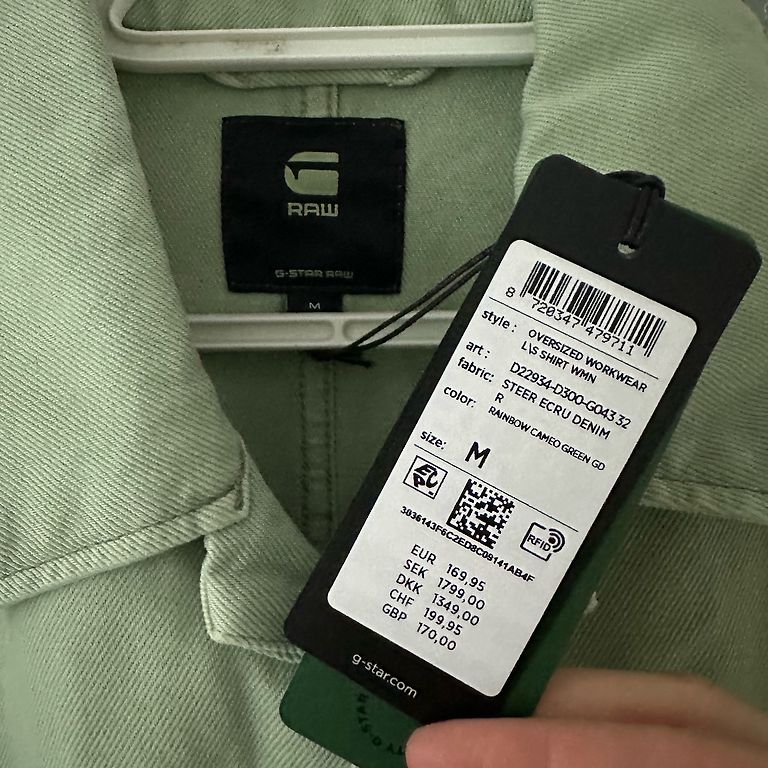 RAW
G-STAR RAW
M
8 720347 479711
style : OVERSIZED WORKWEAR
L\S SHIRT WMN
art : D22934-D300-G043 32
fabric: STEER ECRU DENIM
R
color: RAINBOW CAMEO GREEN GD
size: M
RFID
3036143F6C2ED8C08141AB4F
EUR 169,95
SEK 1799,00
DKK 1349,00
CHF 199,95
GBP 170,00
g-star.com
G-STAR